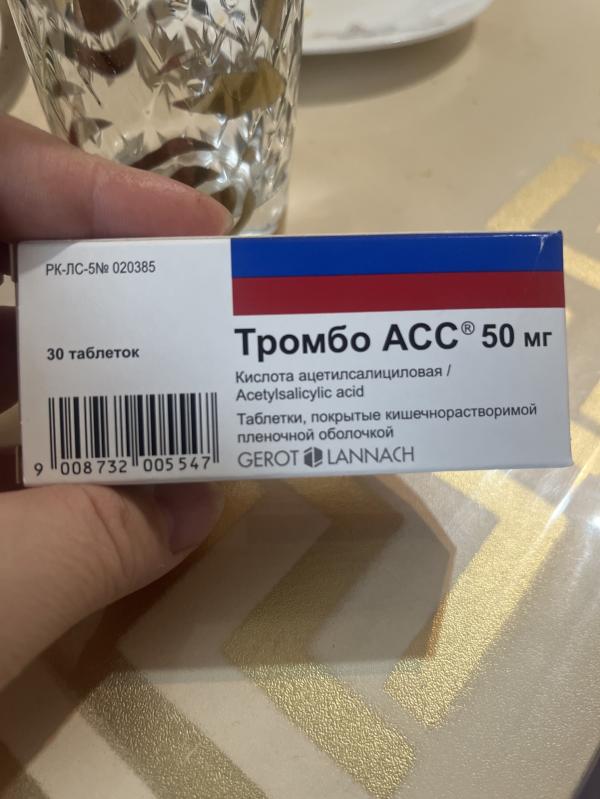 РК-ЛС-5№ 020385
30 таблеток
9 008732 005547
Тромбо АСС® 50 мг
Кислота ацетилсалициловая /
Acetylsalicylic acid
Таблетки, покрытые кишечнорастворимой
пленочной оболочкой
GEROT LANNACH